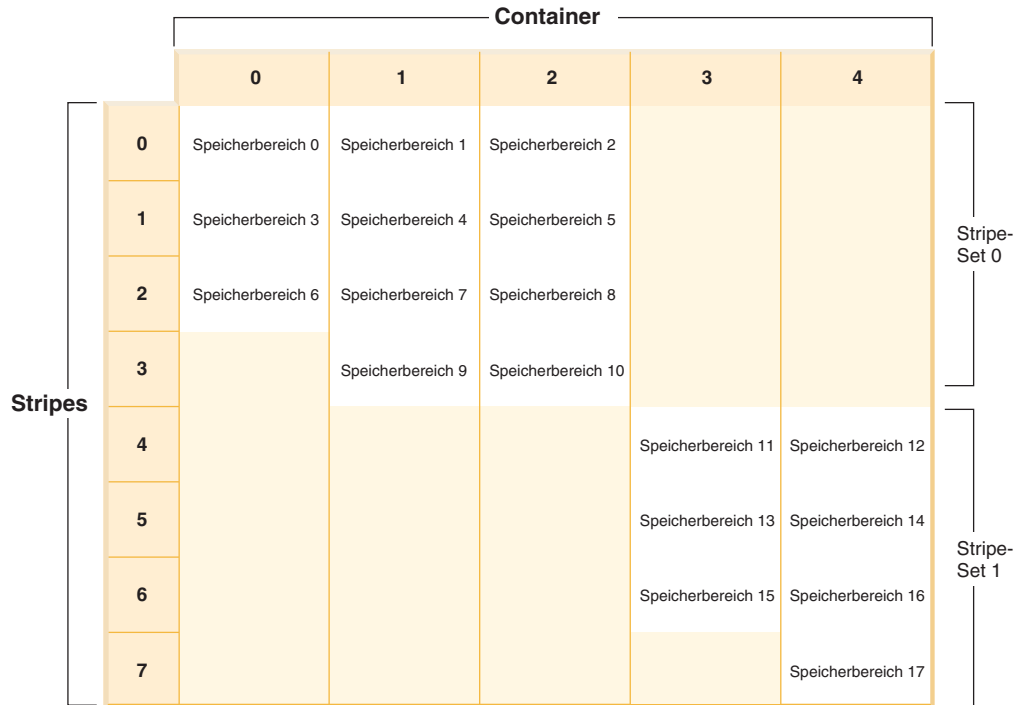 Container
0 1 2 3 4
0 Speicherbereich 0 Speicherbereich 1 Speicherbereich 2
1 Speicherbereich 3 Speicherbereich 4 Speicherbereich 5
Stripe-
Set 0
2 Speicherbereich 6 Speicherbereich 7 Speicherbereich 8
3 Speicherbereich 9 Speicherbereich 10
Stripes
4 Speicherbereich 11 Speicherbereich 12
5 Speicherbereich 13 Speicherbereich 14
Stripe-
Set 1
6 Speicherbereich 15 Speicherbereich 16
7 Speicherbereich 17